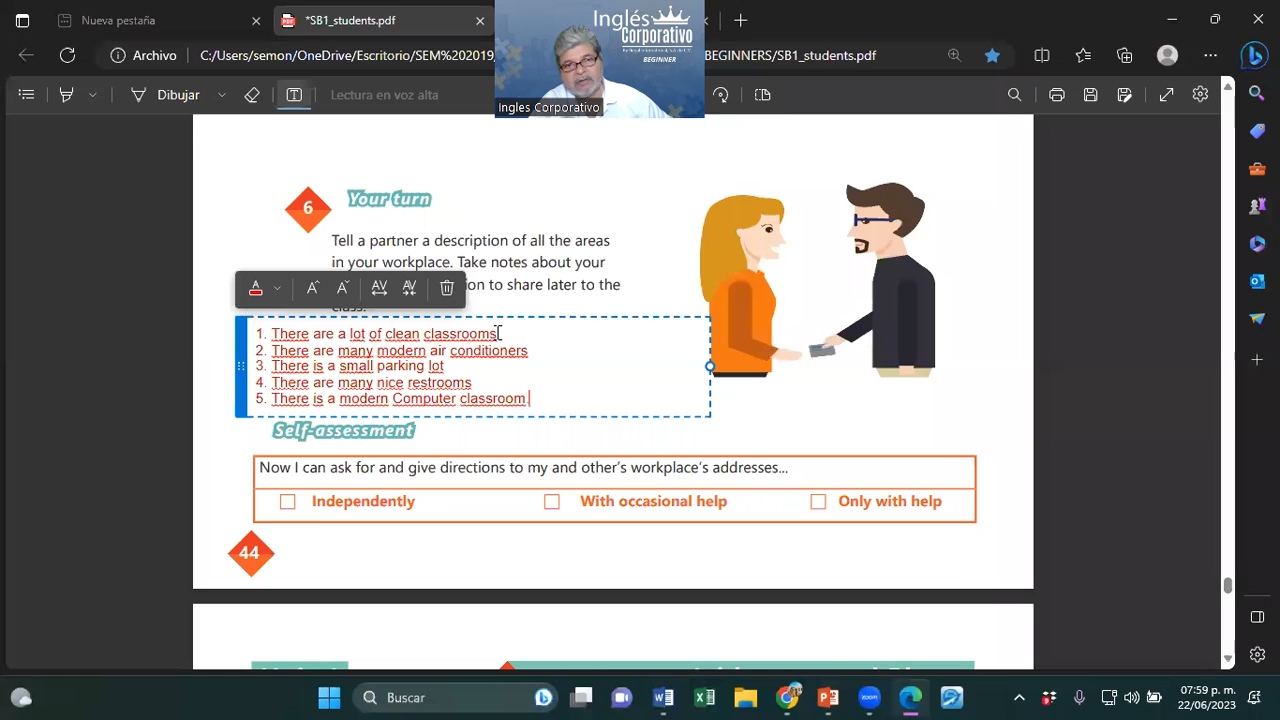 Nueva pestaña
*SB1_students.pdf
Archivo
C:/Users/semon/OneDrive/Escritorio/SEM%202019
BEGINNERS/SB1_students.pdf
Inglés
Corporativo
BEGINNER
Ingles Corporativo
Dibujar
Lectura en voz alta
6
Your turn
Tell a partner a description of all the areas
in your workplace. Take notes about your
ion to share later to the
class.
1. There are a lot of clean classrooms
2. There are many modern air conditioners
3. There is a small parking lot
4. There are many nice restrooms
5. There is a modern Computer classroom
Self-assessment
Now I can ask for and give directions to my and other's workplace's addresses...
Independently
With occasional help
Only with help
44
Buscar
07:59 p. m.
22/06/2023